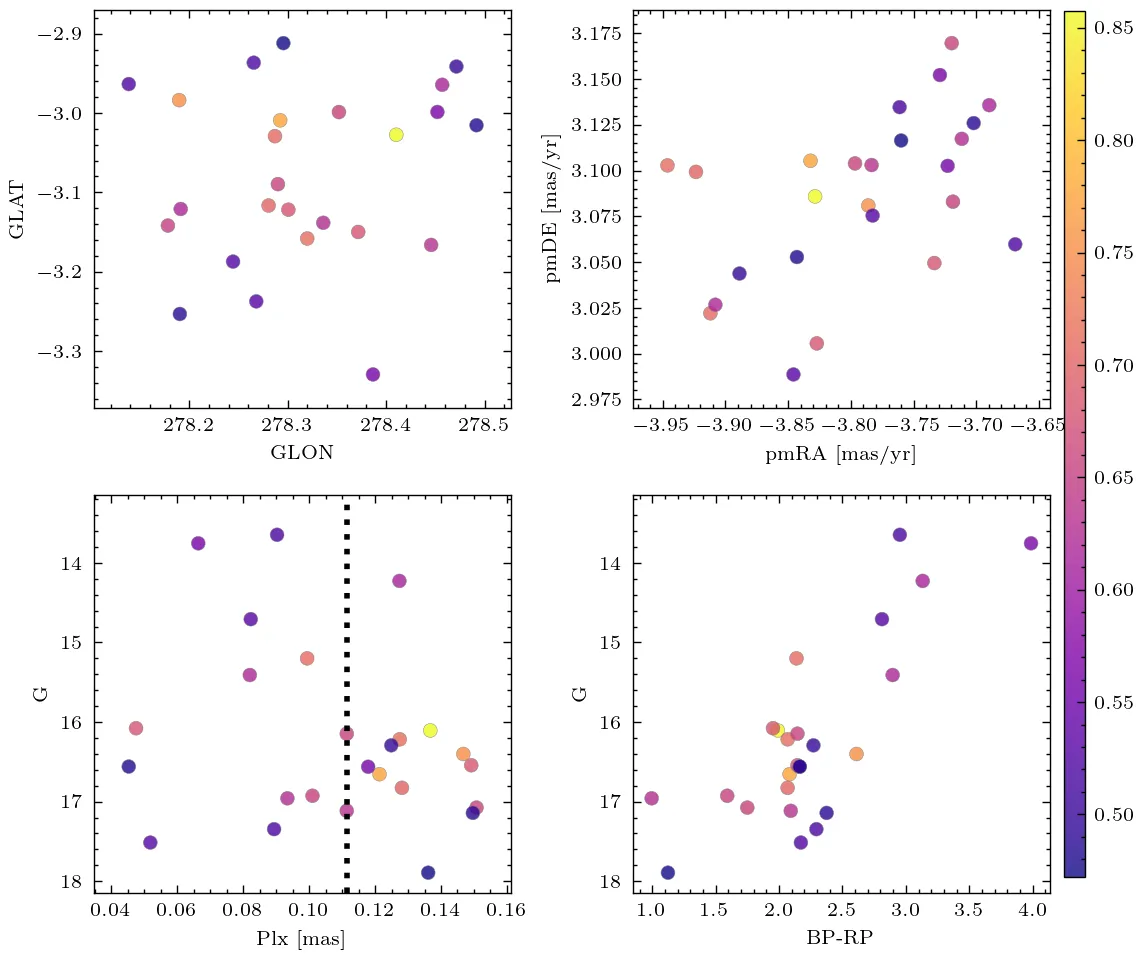 −2.9
−3.0
−3.1
−3.2
−3.3
GLAT
278.2 278.3 278.4 278.5
GLON
3.175
3.150
3.125
3.100
3.075
3.050
3.025
3.000
2.975
pmDE [mas/yr]
−3.95 −3.90 −3.85 −3.80 −3.75 −3.70 −3.65
pmRA [mas/yr]
14
15
16
17
18
G
0.04 0.06 0.08 0.10 0.12 0.14 0.16
Plx [mas]
14
15
16
17
18
G
1.0 1.5 2.0 2.5 3.0 3.5 4.0
BP-RP
0.85
0.80
0.75
0.70
0.65
0.60
0.55
0.50